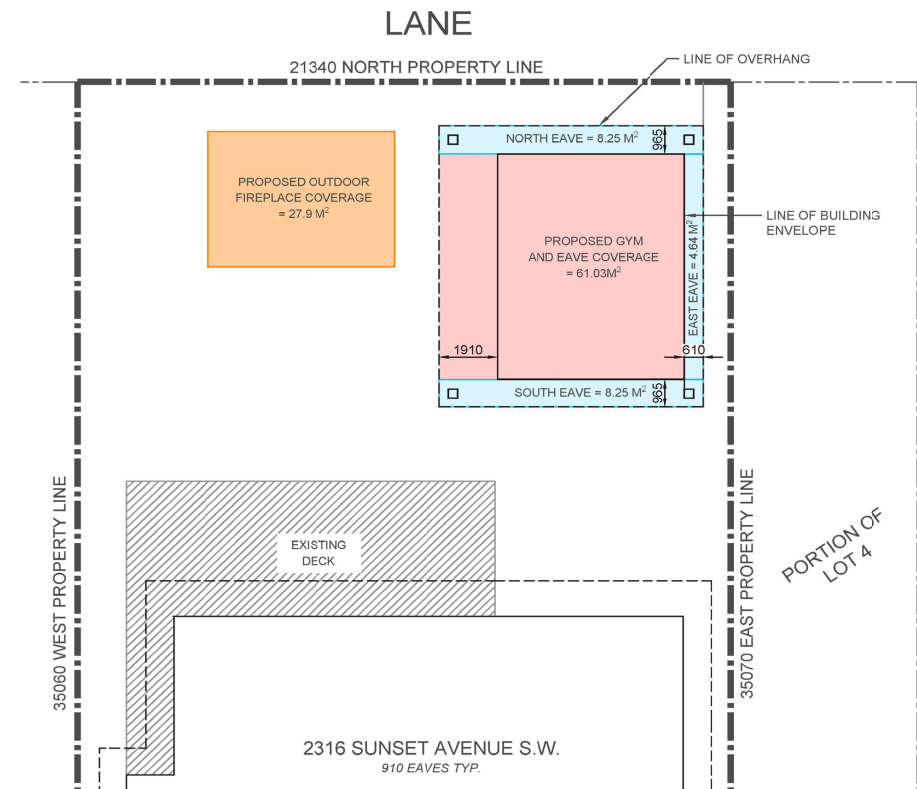 LANE
21340 NORTH PROPERTY LINE
LINE OF OVERHANG
NORTH EAVE = 8.25 M²
965
PROPOSED OUTDOOR
FIREPLACE COVERAGE
= 27.9 M²
LINE OF BUILDING
ENVELOPE
PROPOSED GYM
AND EAVE COVERAGE
= 61.03M²
EAST EAVE = 4.64 M²
1910
610
SOUTH EAVE = 8.25 M²
965
35060 WEST PROPERTY LINE
EXISTING
DECK
35070 EAST PROPERTY LINE
PORTION OF
LOT 4
2316 SUNSET AVENUE S.W.
910 EAVES TYP.